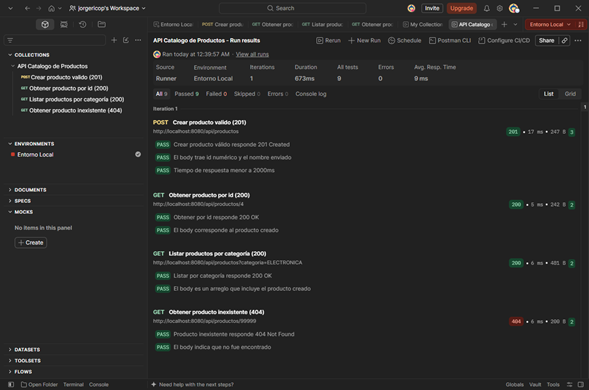 jorgericop's Workspace
Search
Invite
Upgrade
COLLECTIONS
API Catalogo de Productos
POST Crear producto valido (201)
GET Obtener producto por id (200)
GET Listar productos por categoría (200)
GET Obtener producto inexistente (404)
ENVIRONMENTS
Entorno Local
DOCUMENTS
SPECS
MOCKS
No items in this panel
+ Create
DATASETS
TOOLSETS
FLOWS
Entorno Loc
POST Crear produ
GET Obtener pro
GET Listar produc
GET Obtener pro
My Collection
API Catalogo
Entorno Local
API Catalogo de Productos - Run results
Rerun
+ New Run
Schedule
Postman CLI
Configure CI/CD
Share
Ran today at 12:39:57 AM · View all runs
Source Environment Iterations Duration All tests Errors Avg. Resp. Time
Runner Entorno Local 1 673ms 9 0 9 ms
All 9 Passed 9 Failed 0 Skipped 0 Errors 0 Console log
List Grid
Iteration 1
1
POST Crear producto valido (201)
http://localhost:8080/api/productos
201 • 17 ms • 247 B 3
PASS Crear producto válido responde 201 Created
PASS El body trae id numérico y el nombre enviado
PASS Tiempo de respuesta menor a 2000ms
GET Obtener producto por id (200)
http://localhost:8080/api/productos/4
200 • 5 ms • 242 B 2
PASS Obtener por id responde 200 OK
PASS El body corresponde al producto creado
GET Listar productos por categoría (200)
http://localhost:8080/api/productos?categoria=ELECTRONICA
200 • 6 ms • 401 B 2
PASS Listar por categoría responde 200 OK
PASS El body es un arreglo que incluye el producto creado
GET Obtener producto inexistente (404)
http://localhost:8080/api/productos/99999
404 • 6 ms • 200 B 2
PASS Producto inexistente responde 404 Not Found
PASS El body indica que no fue encontrado
Open Folder Terminal Console
Need help with the next steps?
Globals Vault Tools